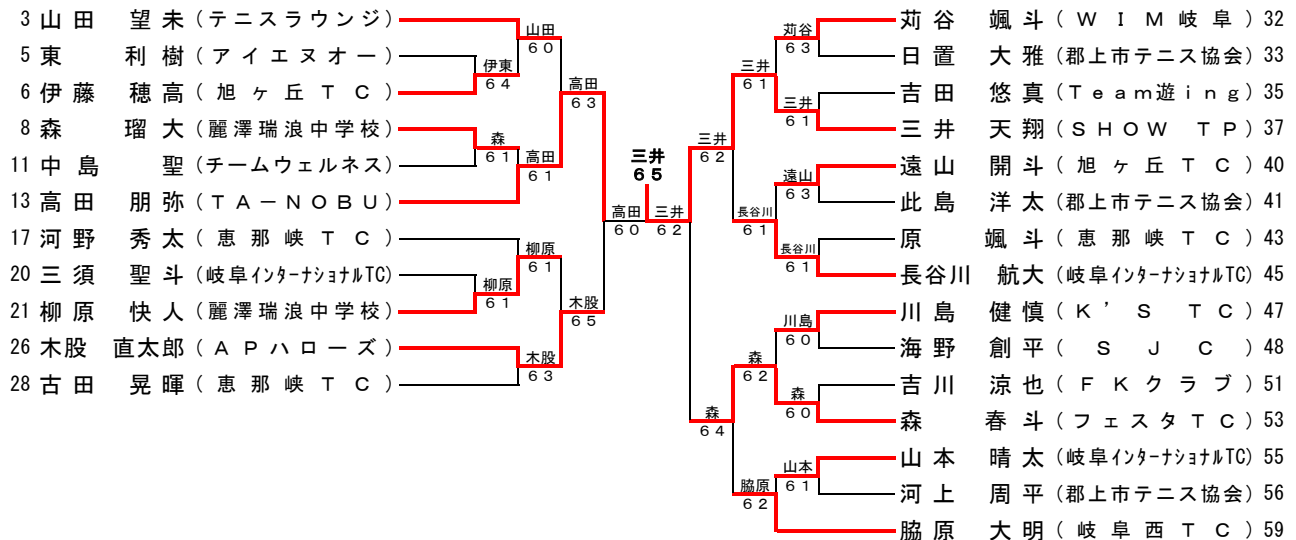 3 山田 望未 (テニスラウンジ)
5 東 利樹 (アイエヌオー)
6 伊藤 穂高 (旭ヶ丘TC)
8 森 瑠大 (麗澤瑞浪中学校)
11 中島 聖 (チームウェルネス)
13 高田 朋弥 (TA-NOBU)
17 河野 秀太 (恵那峡TC)
20 三須 聖斗 (岐阜インターナショナルTC)
21 柳原 快人 (麗澤瑞浪中学校)
26 木股 直太郎 (APハローズ)
28 古田 晃暉 (恵那峡TC)
山田
60
伊東
64
森
61
高田
61
高田
63
柳原
61
柳原
61
木股
65
木股
63
高田
60
三井
65
三井
62
三井
62
森
64
三井
61
長谷川
61
森
62
脇原
62
刈谷
63
三井
61
遠山
63
長谷川
61
川島
60
森
60
山本
61
苅谷 颯斗 (WIM岐阜) 32
日置 大雅 (郡上市テニス協会) 33
吉田 悠真 (Team遊ing) 35
三井 天翔 (SHOW TP) 37
遠山 開斗 (旭ヶ丘TC) 40
此島 洋太 (郡上市テニス協会) 41
原 颯斗 (恵那峡TC) 43
長谷川 航大 (岐阜インターナショナルTC) 45
川島 健慎 (K'S TC) 47
海野 創平 (SJC) 48
吉川 涼也 (FKクラブ) 51
森 春斗 (フェスタTC) 53
山本 晴太 (岐阜インターナショナルTC) 55
河上 周平 (郡上市テニス協会) 56
脇原 大明 (岐阜西TC) 59